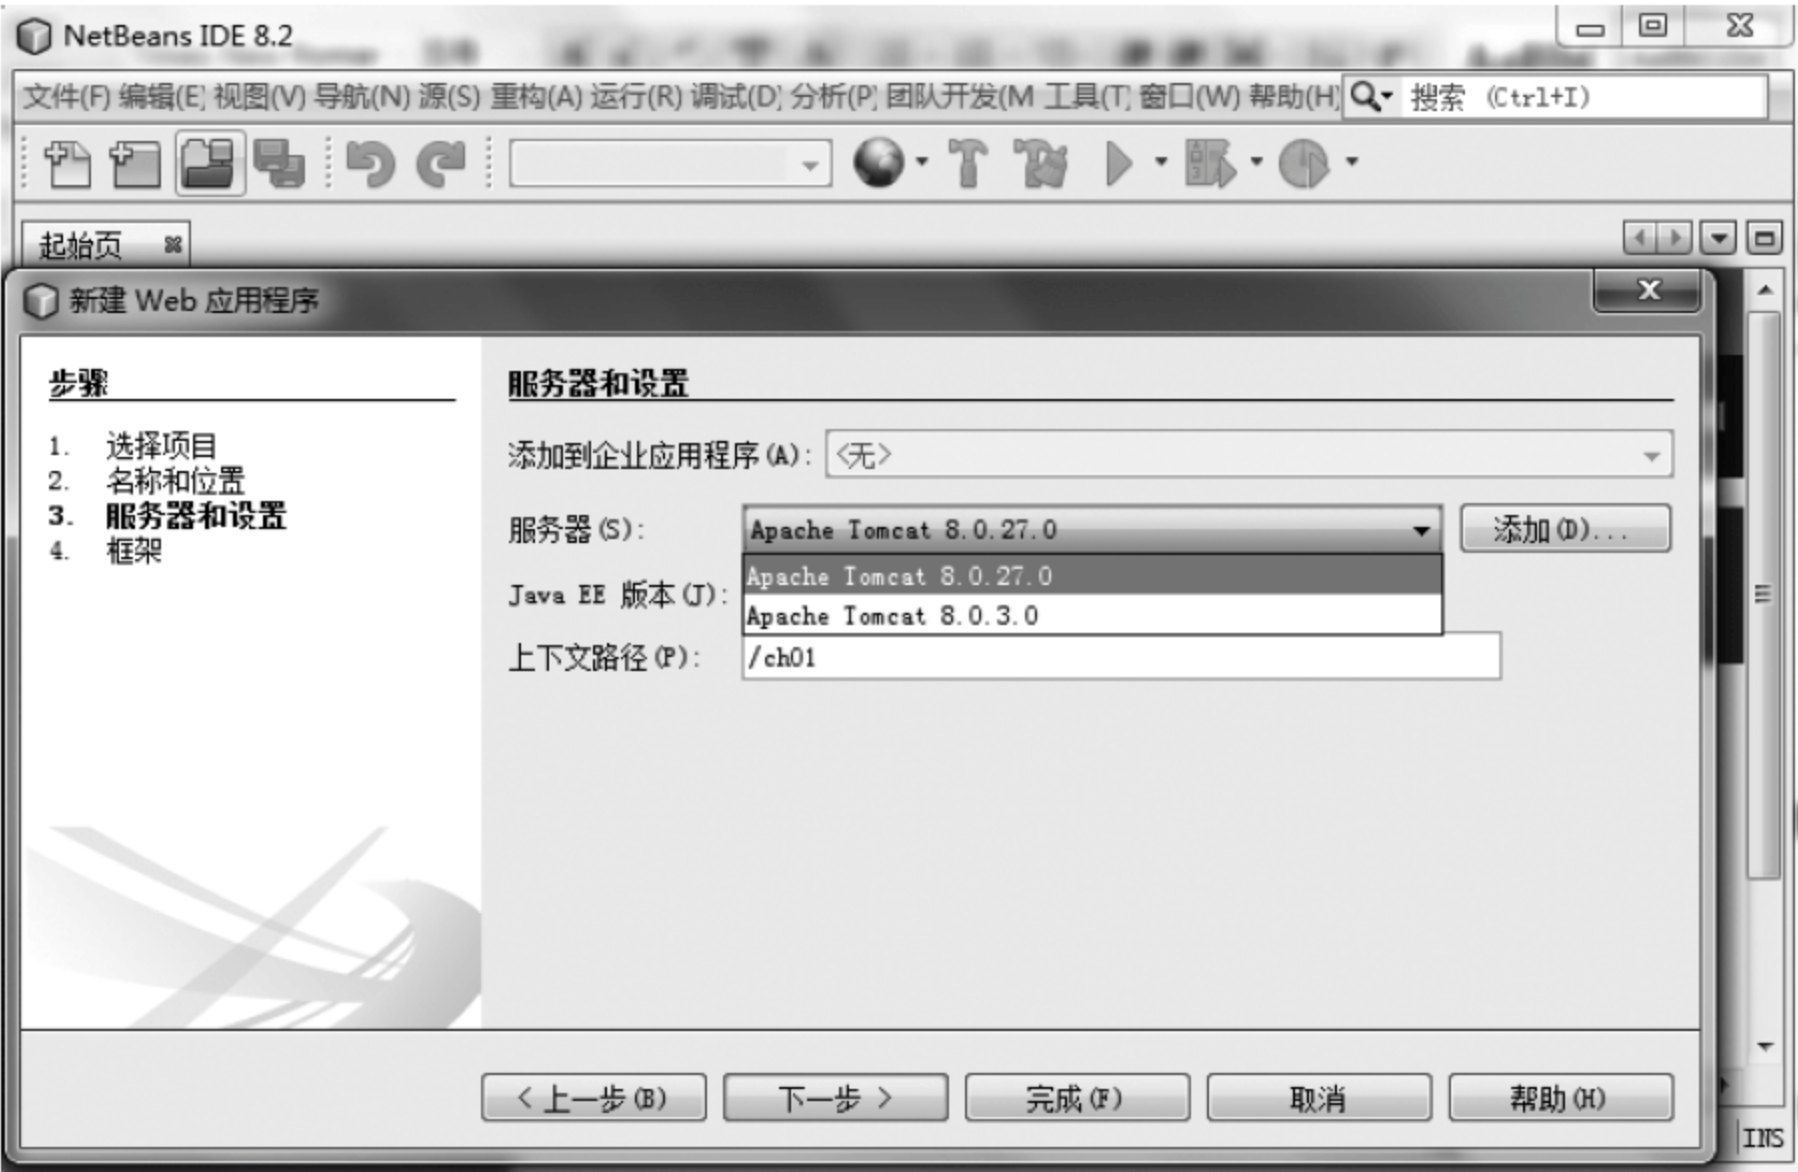 NetBeans IDE 8.2
文件(F) 编辑(E) 视图(V) 导航(N) 源(S) 重构(A) 运行(R) 调试(D) 分析(P) 团队开发(M 工具(T) 窗口(W) 帮助(H) 搜索 (Ctrl+I)
起始页
新建 Web 应用程序
步骤
1. 选择项目
2. 名称和位置
3. 服务器和设置
4. 框架
服务器和设置
添加到企业应用程序(A): <无>
服务器(S): Apache Tomcat 8.0.27.0 添加(D)...
Apache Tomcat 8.0.27.0
Java EE 版本(J):
Apache Tomcat 8.0.3.0
上下文路径(P): /ch01
< 上一步(B) 下一步 > 完成(F) 取消 帮助(H)
INS